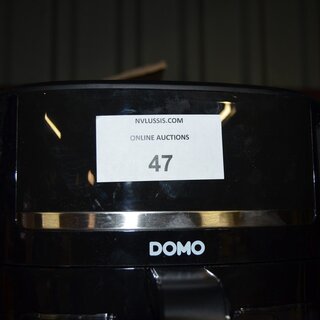 NVLUSSIS.COM
ONLINE AUCTIONS
47
DOMO